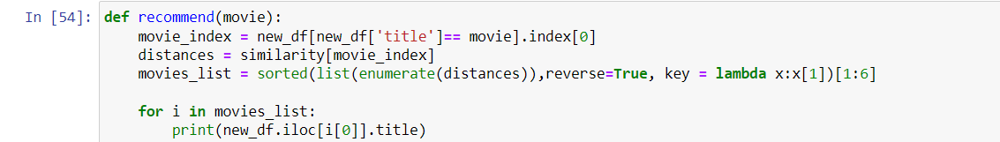 In [54]: def recommend(movie):
    movie_index = new_df[new_df['title']== movie].index[0]
    distances = similarity[movie_index]
    movies_list = sorted(list(enumerate(distances)),reverse=True, key = lambda x:x[1])[1:6]
    for i in movies_list:
        print(new_df.iloc[i[0]].title)